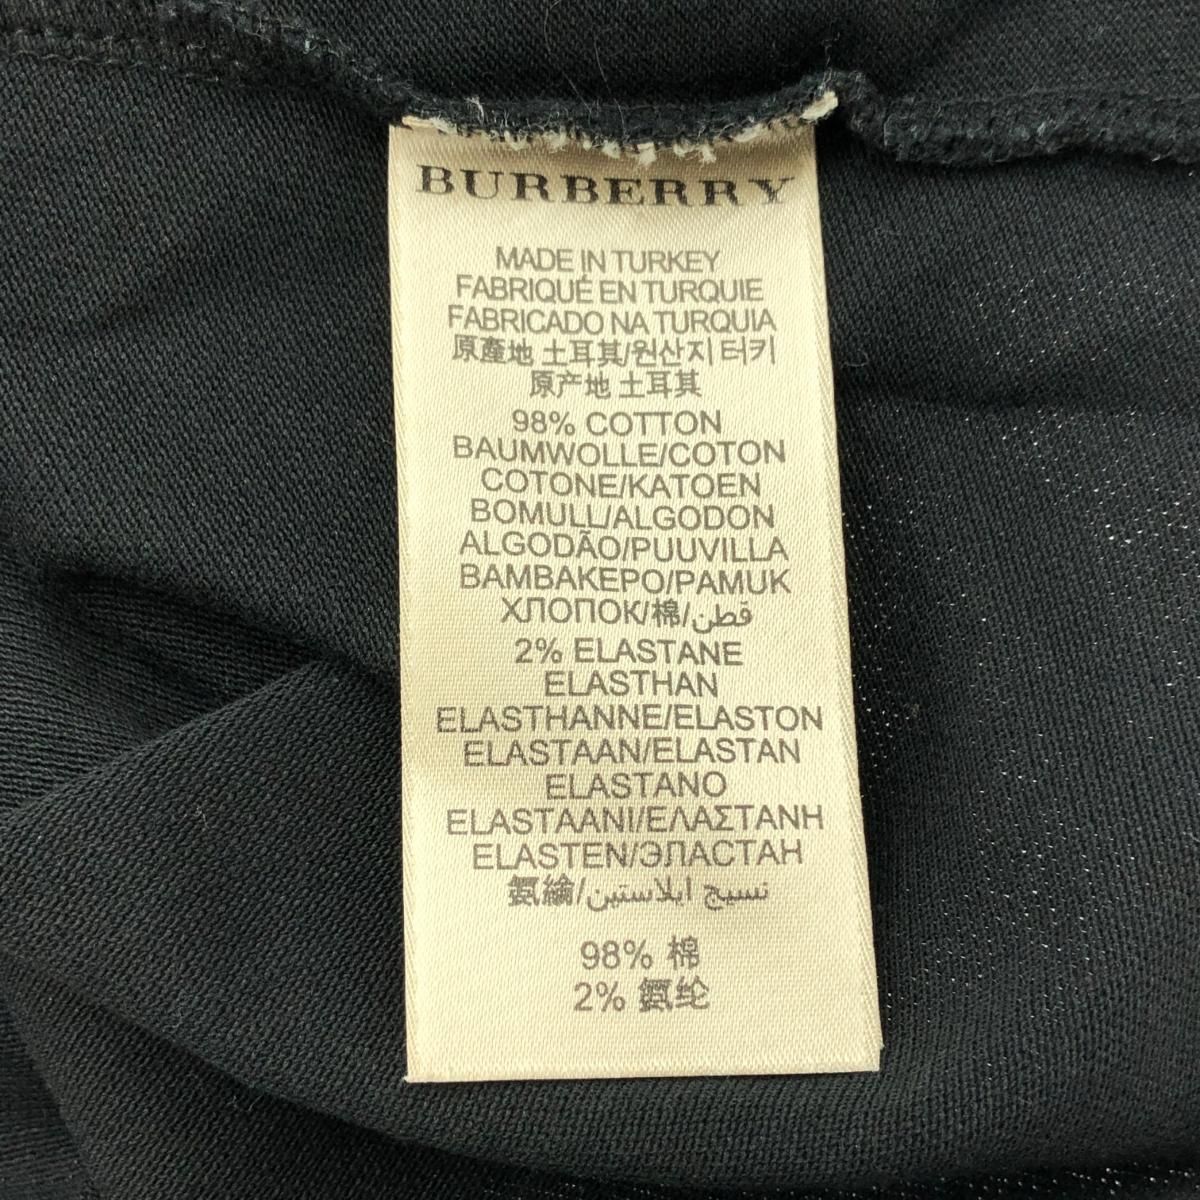 BURBERRY
MADE IN TURKEY
FABRIQUÉ EN TURQUIE
FABRICADO NA TURQUIA
原產地 土耳其/원산지 터키
原产地 土耳其
98% COTTON
BAUMWOLLE/COTON
COTONE/KATOEN
BOMULL/ALGODON
ALGODÃO/PUUVILLA
ΒΑΜΒΑΚΕΡΟ/PAMUK
ХЛОПОК/棉/قطن
2% ELASTANE
ELASTHAN
ELASTHANNE/ELASTON
ELASTAAN/ELASTAN
ELASTANO
ELASTAANI/ΕΛΑΣΤΑΝΗ
ELASTEN/ЭЛАСТАН
氨綸/نسيج ايلاستين
98% 棉
2% 氨纶